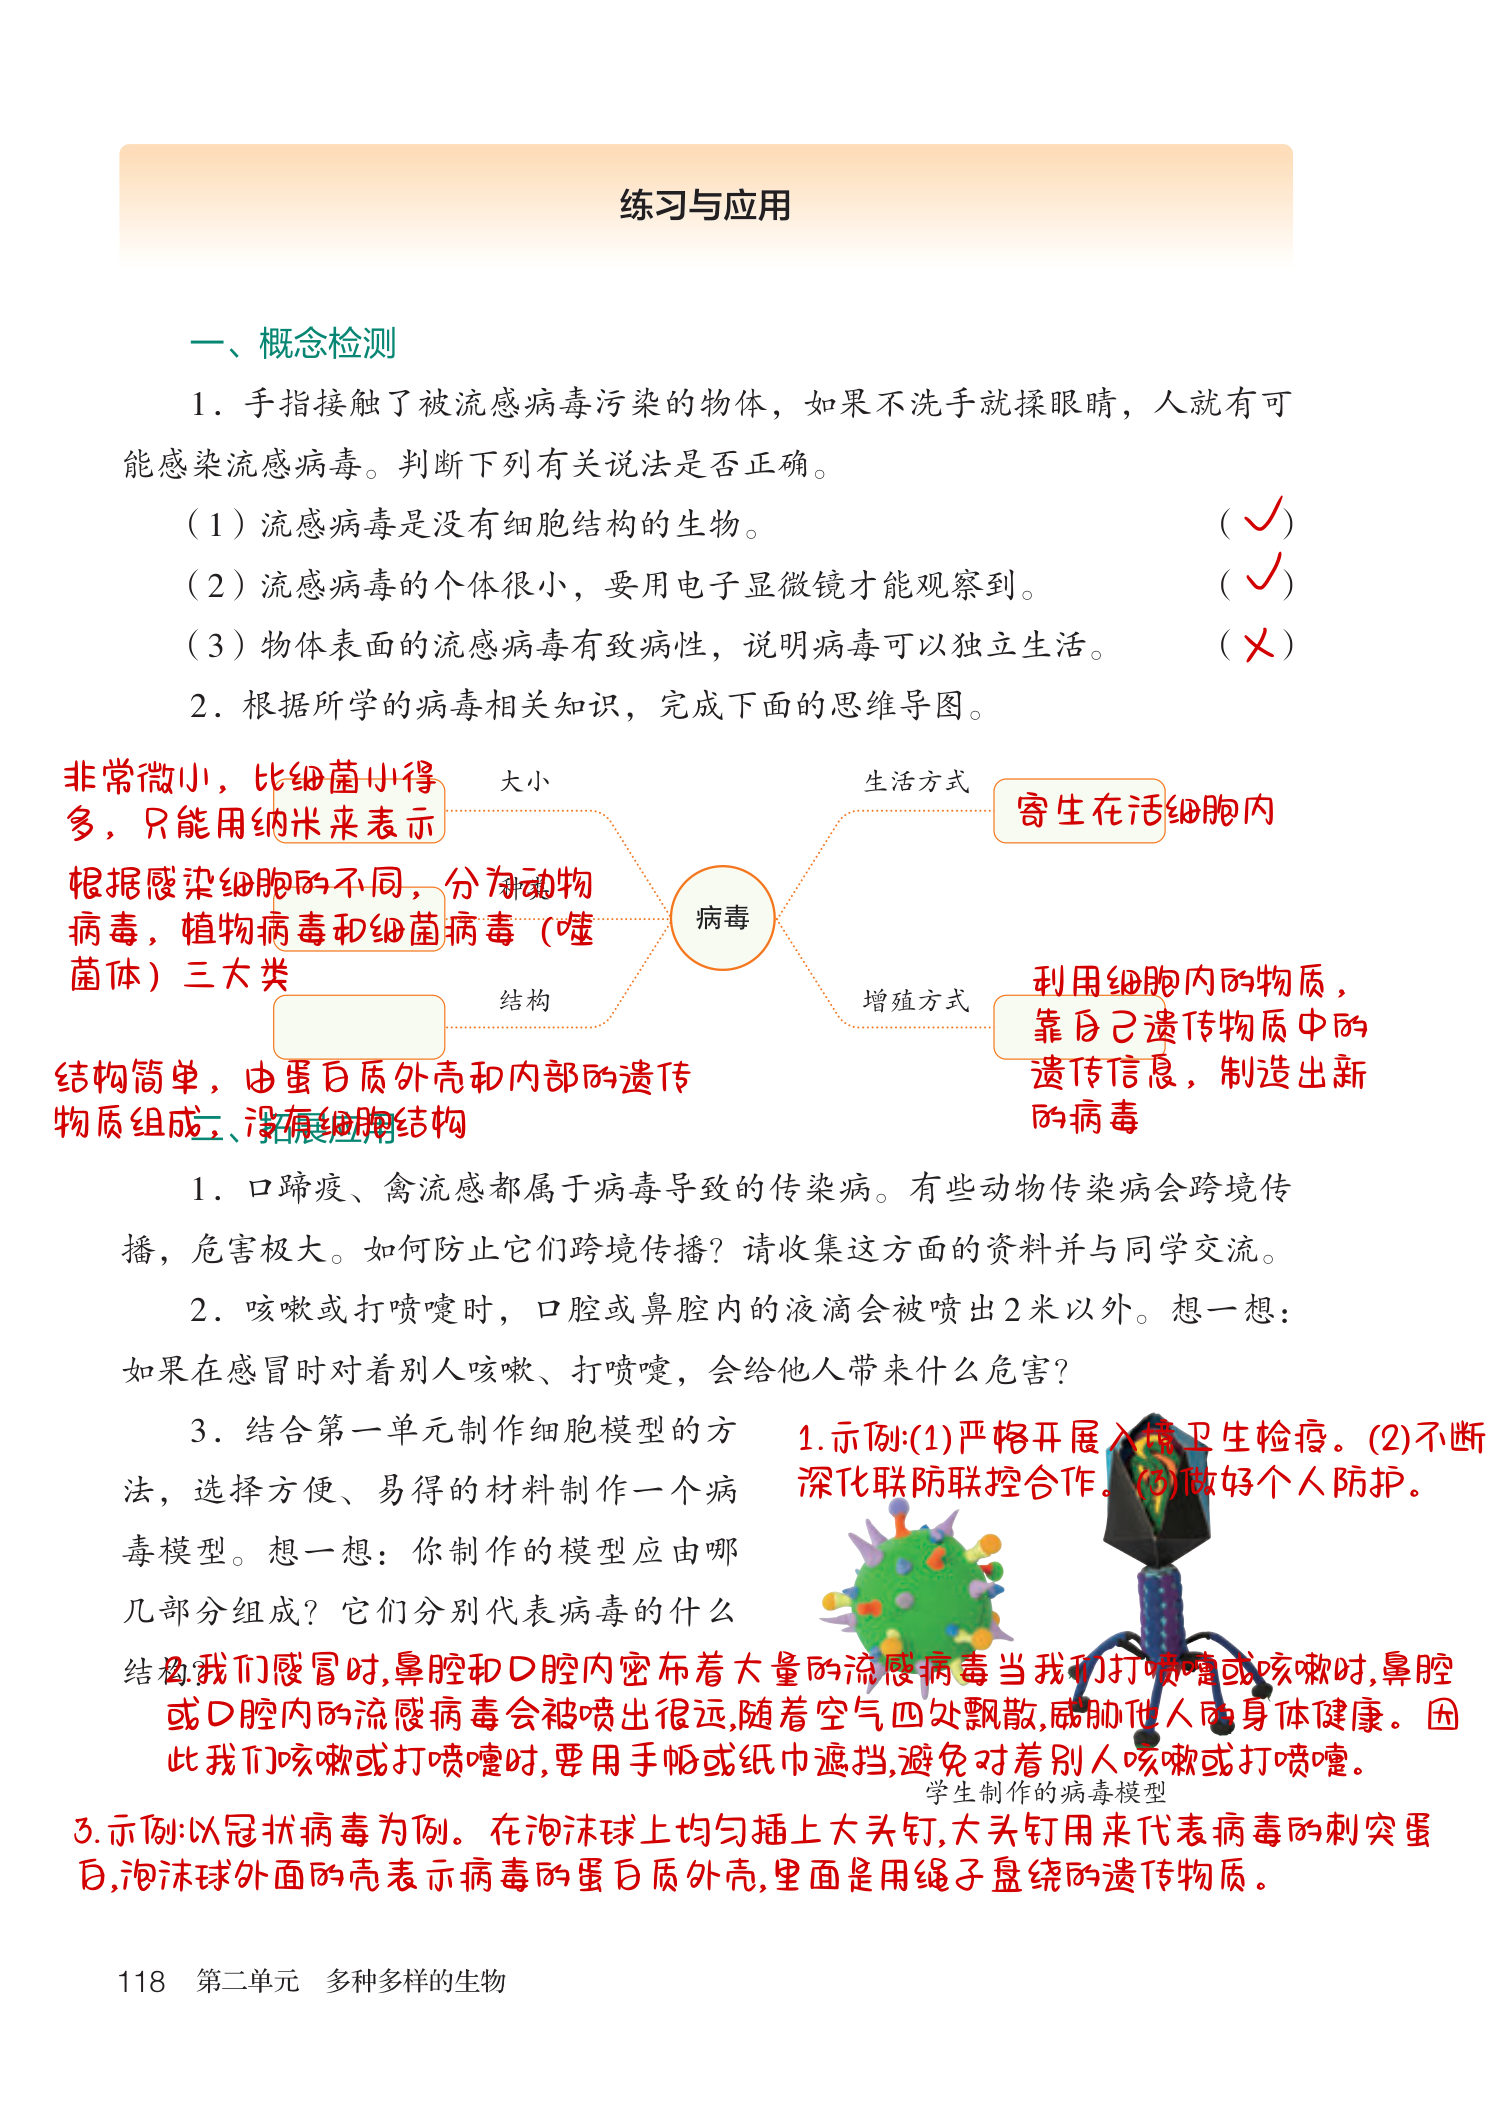 练习与应用
一、概念检测
1. 手指接触了被流感病毒污染的物体，如果不洗手就揉眼睛，人就有可
能感染流感病毒。判断下列有关说法是否正确。
（1）流感病毒是没有细胞结构的生物。 （✓）
（2）流感病毒的个体很小，要用电子显微镜才能观察到。 （✓）
（3）物体表面的流感病毒有致病性，说明病毒可以独立生活。 （×）
2. 根据所学的病毒相关知识，完成下面的思维导图。
非常微小，比细菌小得
多，只能用纳米来表示
大小
根据感染细胞的不同，分为动物
病毒，植物病毒和细菌病毒（噬
菌体）三大类
种类
结构
结构简单，由蛋白质外壳和内部的遗传
物质组成，没有细胞结构
病毒
生活方式
寄生在活细胞内
增殖方式
利用细胞内的物质，
靠自己遗传物质中的
遗传信息，制造出新
的病毒
二、拓展应用
1. 口蹄疫、禽流感都属于病毒导致的传染病。有些动物传染病会跨境传
播，危害极大。如何防止它们跨境传播？请收集这方面的资料并与同学交流。
2. 咳嗽或打喷嚏时，口腔或鼻腔内的液滴会被喷出2米以外。想一想：
如果在感冒时对着别人咳嗽、打喷嚏，会给他人带来什么危害？
3. 结合第一单元制作细胞模型的方
法，选择方便、易得的材料制作一个病
毒模型。想一想：你制作的模型应由哪
几部分组成？它们分别代表病毒的什么
结构？
1.示例:(1)严格开展入境卫生检疫。(2)不断
深化联防联控合作。(3)做好个人防护。
2.我们感冒时,鼻腔和口腔内密布着大量的流感病毒当我们打喷嚏或咳嗽时,鼻腔
或口腔内的流感病毒会被喷出很远,随着空气四处飘散,威胁他人的身体健康。因
此我们咳嗽或打喷嚏时,要用手帕或纸巾遮挡,避免对着别人咳嗽或打喷嚏。
学生制作的病毒模型
3.示例:以冠状病毒为例。在泡沫球上均匀插上大头钉,大头钉用来代表病毒的刺突蛋
白,泡沫球外面的壳表示病毒的蛋白质外壳,里面是用绳子盘绕的遗传物质。
118 第二单元 多种多样的生物